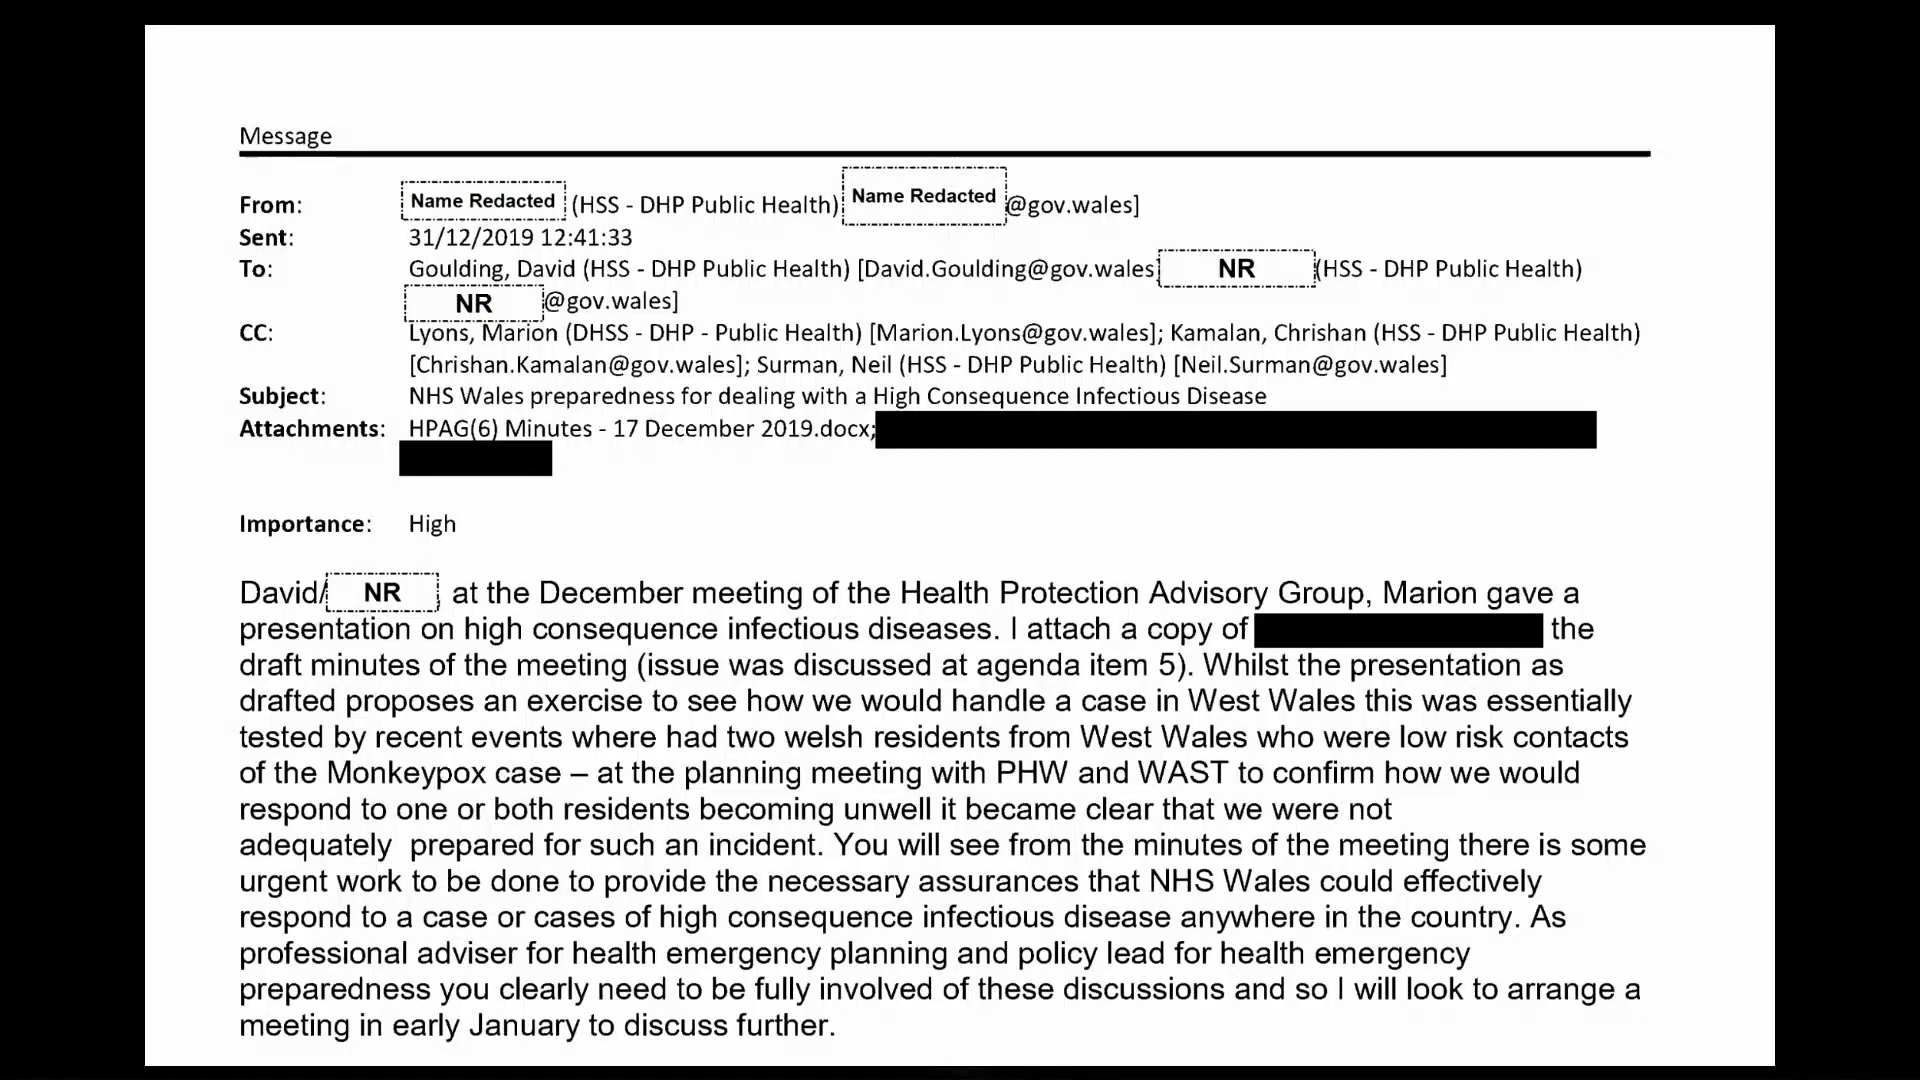 Message
From: Name Redacted (HSS - DHP Public Health) Name Redacted @gov.wales]
Sent: 31/12/2019 12:41:33
To: Goulding, David (HSS - DHP Public Health) [David.Goulding@gov.wales NR (HSS - DHP Public Health)
NR @gov.wales]
CC: Lyons, Marion (DHSS - DHP - Public Health) [Marion.Lyons@gov.wales]; Kamalan, Chrishan (HSS - DHP Public Health)
[Chrishan.Kamalan@gov.wales]; Surman, Neil (HSS - DHP Public Health) [Neil.Surman@gov.wales]
Subject: NHS Wales preparedness for dealing with a High Consequence Infectious Disease
Attachments: HPAG(6) Minutes - 17 December 2019.docx;
Importance: High
David/ NR at the December meeting of the Health Protection Advisory Group, Marion gave a
presentation on high consequence infectious diseases. I attach a copy of the
draft minutes of the meeting (issue was discussed at agenda item 5). Whilst the presentation as
drafted proposes an exercise to see how we would handle a case in West Wales this was essentially
tested by recent events where had two welsh residents from West Wales who were low risk contacts
of the Monkeypox case – at the planning meeting with PHW and WAST to confirm how we would
respond to one or both residents becoming unwell it became clear that we were not
adequately  prepared for such an incident. You will see from the minutes of the meeting there is some
urgent work to be done to provide the necessary assurances that NHS Wales could effectively
respond to a case or cases of high consequence infectious disease anywhere in the country. As
professional adviser for health emergency planning and policy lead for health emergency
preparedness you clearly need to be fully involved of these discussions and so I will look to arrange a
meeting in early January to discuss further.